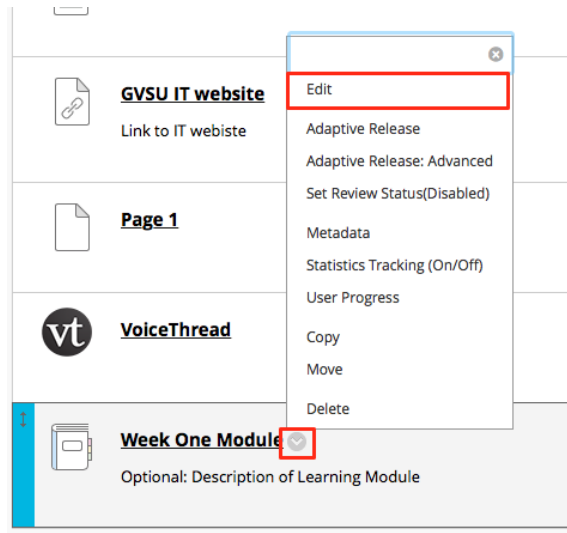 GVSU IT website
Link to IT webiste
Page 1
vt
VoiceThread
Week One Module
Optional: Description of Learning Module
Edit
Adaptive Release
Adaptive Release: Advanced
Set Review Status(Disabled)
Metadata
Statistics Tracking (On/Off)
User Progress
Copy
Move
Delete